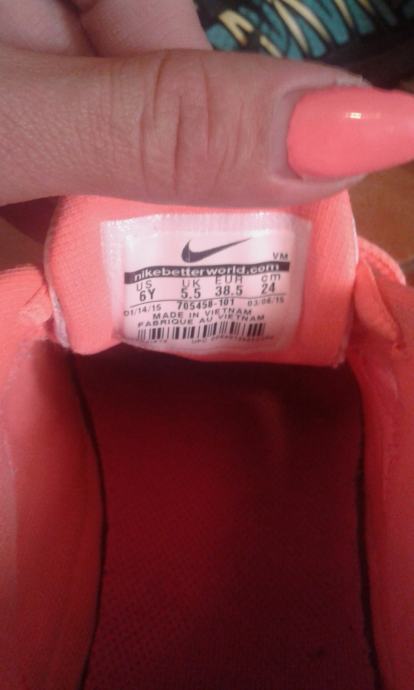 VM
nikebetterworld.com
US UK EUR cm
6Y 5.5 38.5 24
705458-101
01/14/15 03/06/15
MADE IN VIETNAM
FABRIQUE AU VIETNAM
UPC